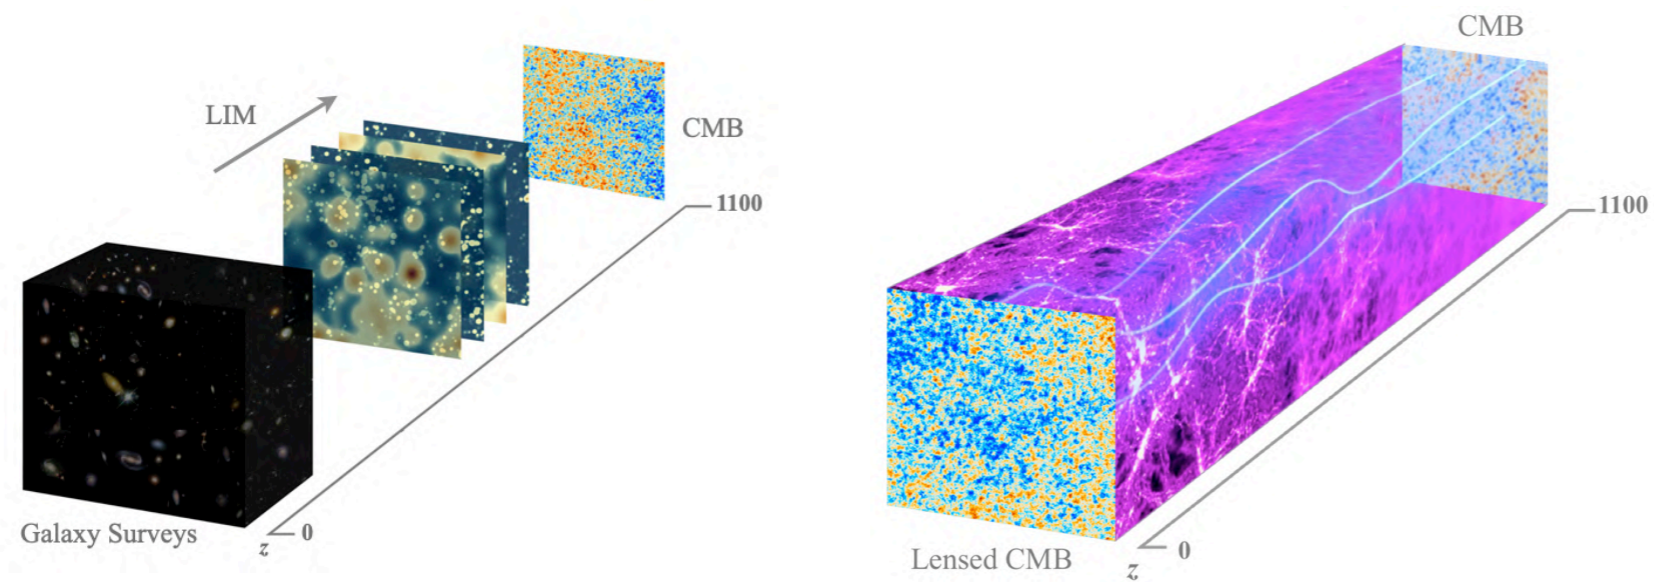 LIM
CMB
1100
Galaxy Surveys
z
0
CMB
1100
Lensed CMB
z
0